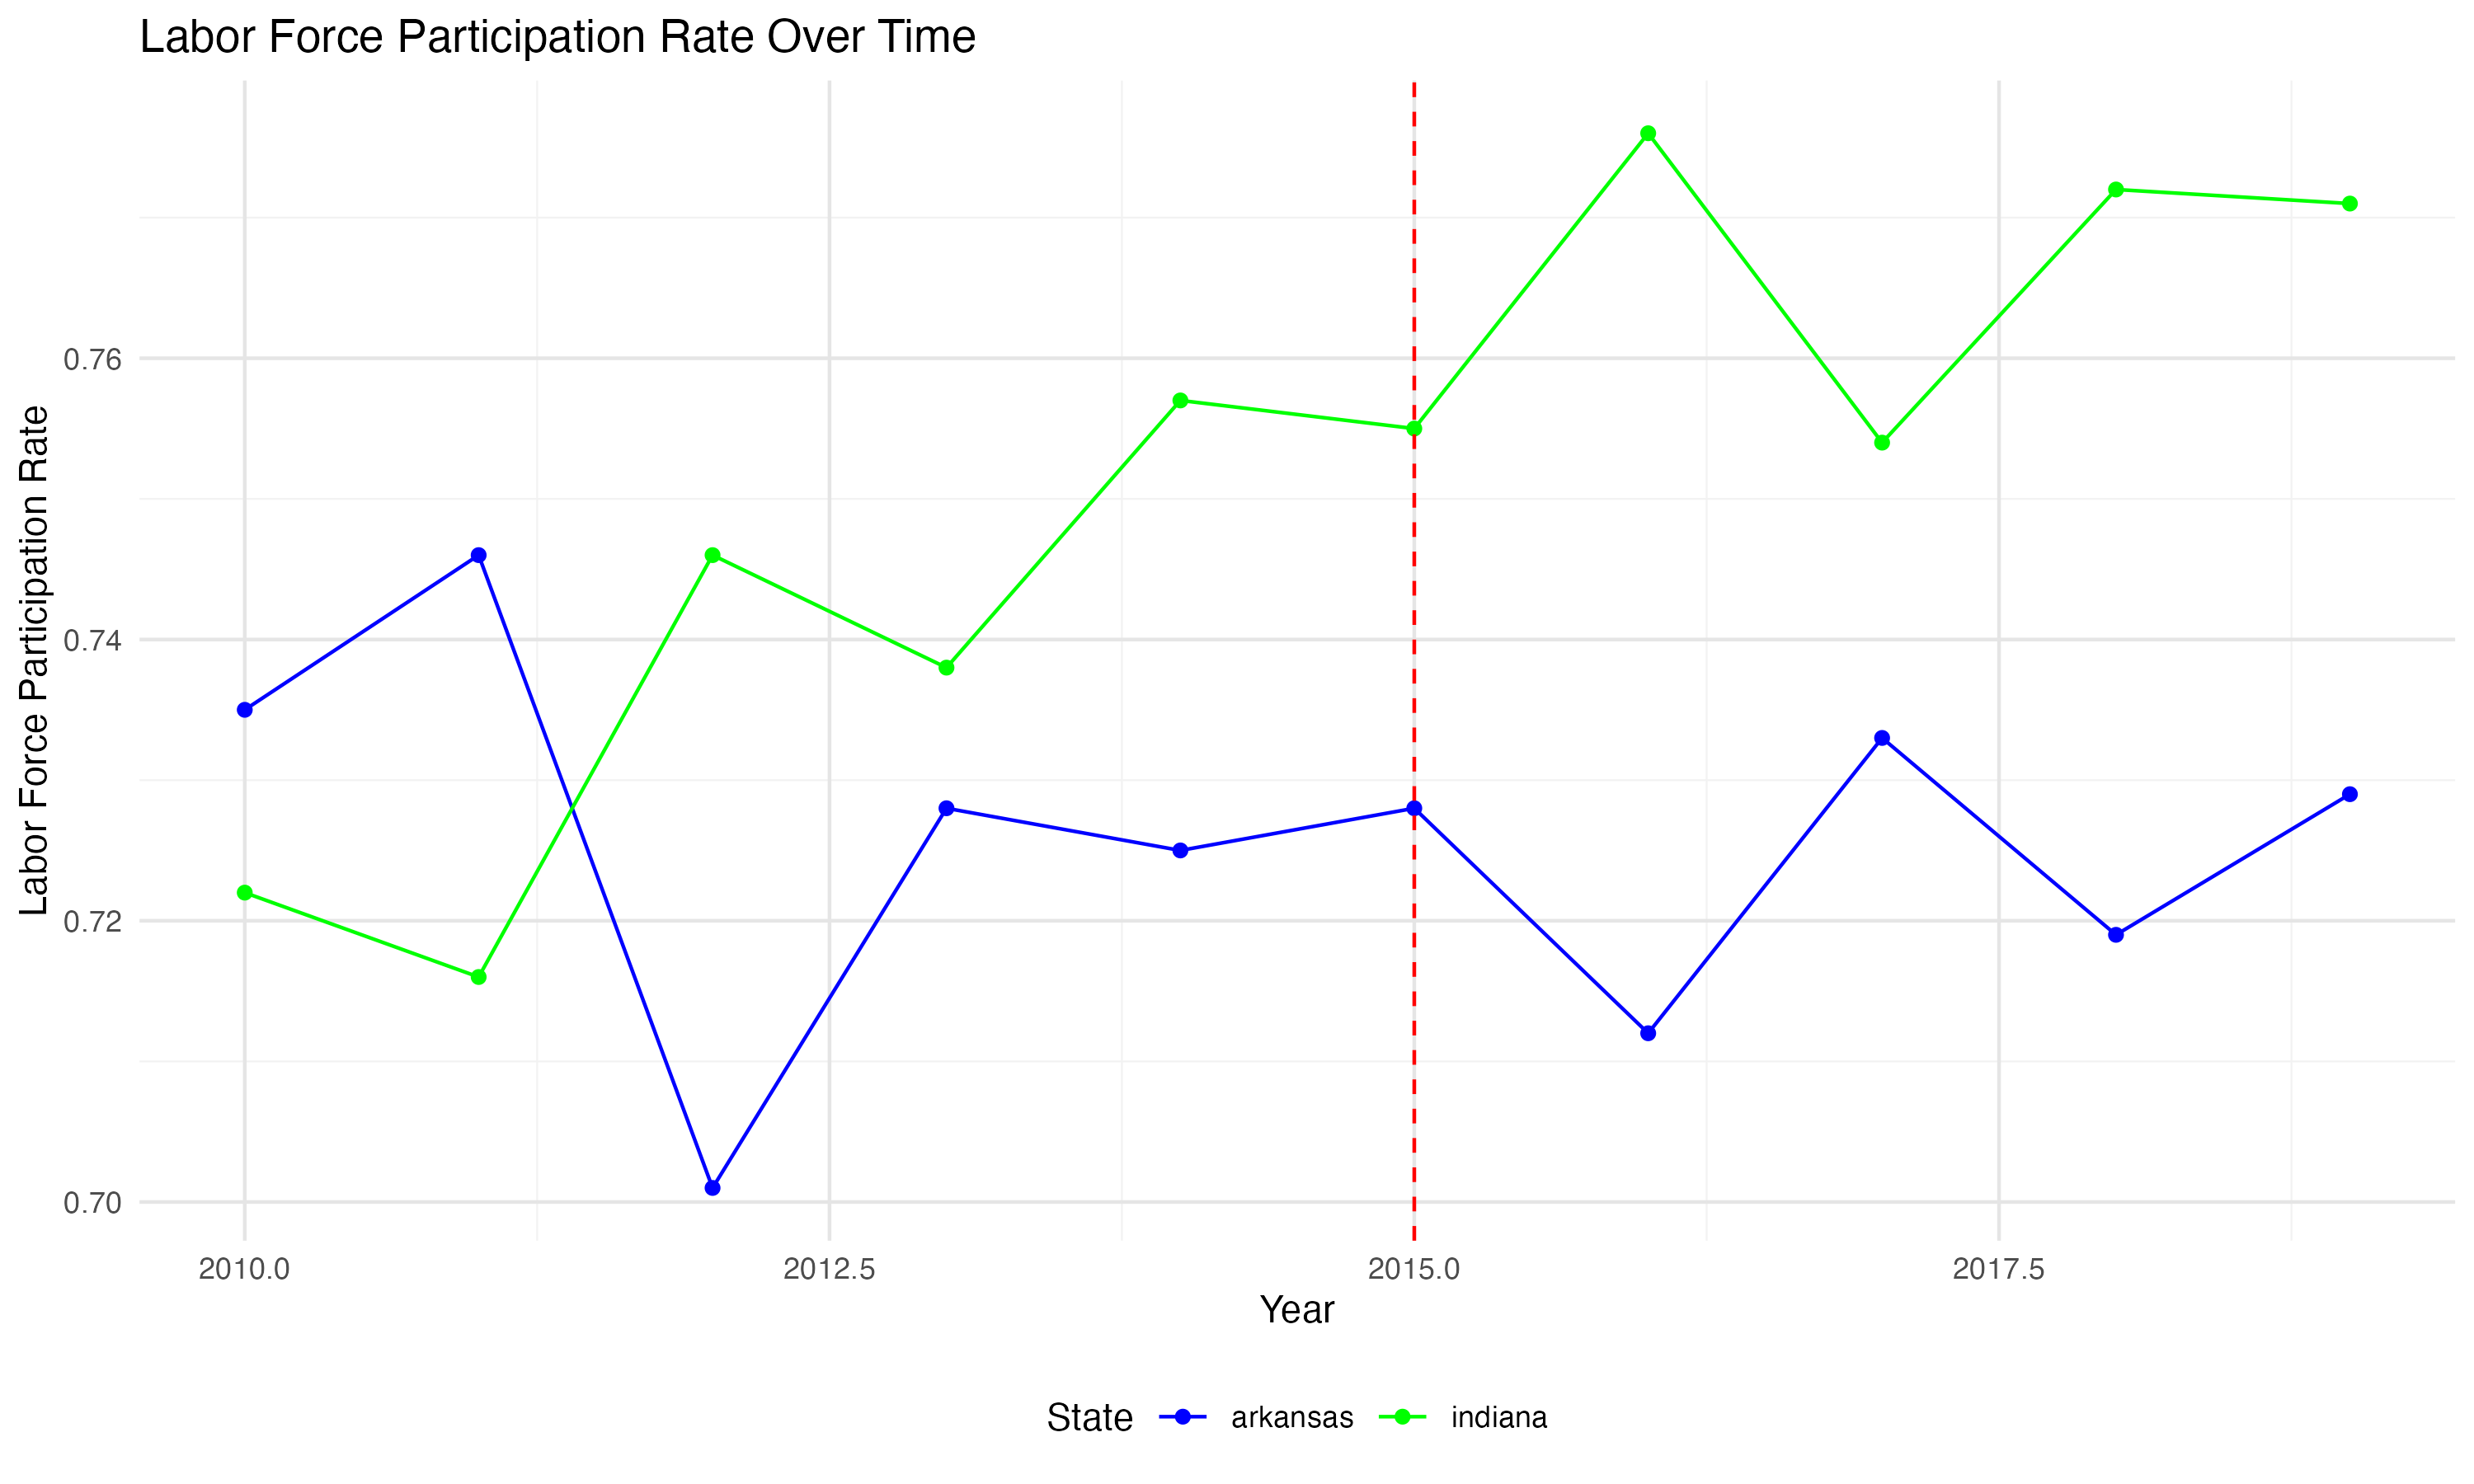 Labor Force Participation Rate Over Time
Labor Force Participation Rate
0.76
0.74
0.72
0.70
2010.0 2012.5 2015.0 2017.5
Year
State arkansas indiana